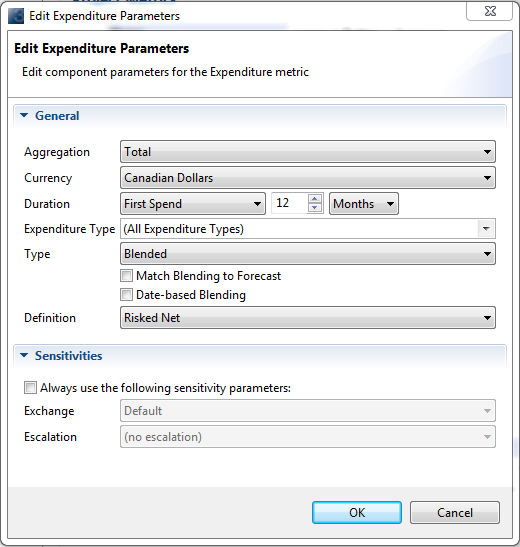 Edit Expenditure Parameters
Edit Expenditure Parameters
Edit component parameters for the Expenditure metric
General
Aggregation Total
Currency Canadian Dollars
Duration First Spend 12 Months
Expenditure Type (All Expenditure Types)
Type Blended
Match Blending to Forecast
Date-based Blending
Definition Risked Net
Sensitivities
Always use the following sensitivity parameters:
Exchange Default
Escalation (no escalation)
OK Cancel